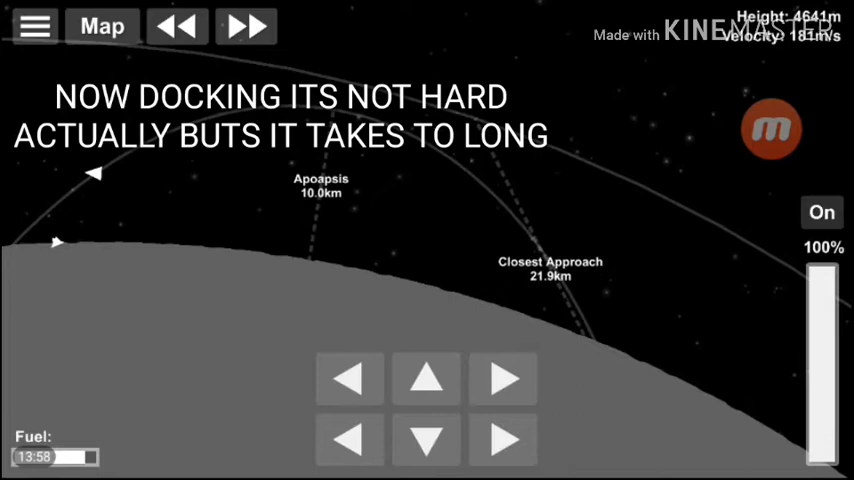 Map
Height: 4641m
Made with KINEMASTER
Velocity: 181m/s
NOW DOCKING ITS NOT HARD
ACTUALLY BUTS IT TAKES TO LONG
Apoapsis
10.0km
On
100%
Closest Approach
21.9km
Fuel:
13:58